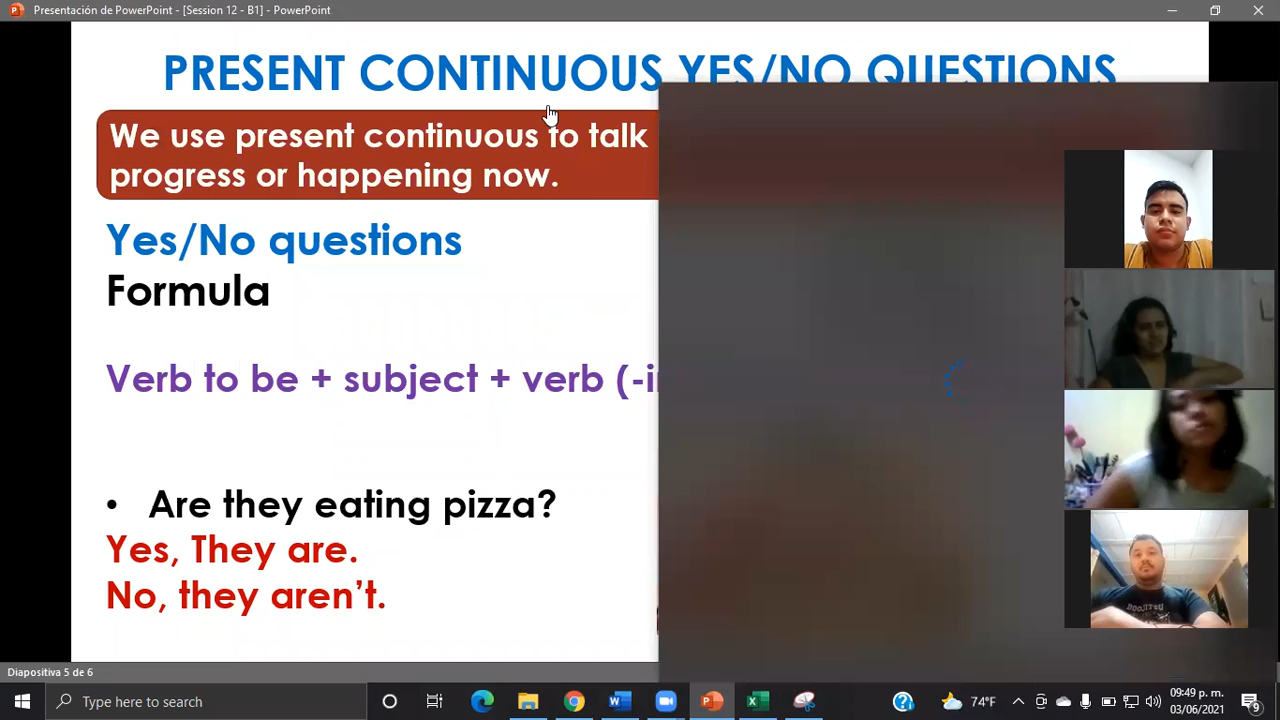 Presentación de PowerPoint - [Session 12 - B1] - PowerPoint
PRESENT CONTINUOUS YES/NO QUESTIONS
We use present continuous to talk
progress or happening now.
Yes/No questions
Formula
Verb to be + subject + verb (-i
• Are they eating pizza?
Yes, They are.
No, they aren't.
Diapositiva 5 de 6
Type here to search
74°F
09:49 p. m.
03/06/2021
9